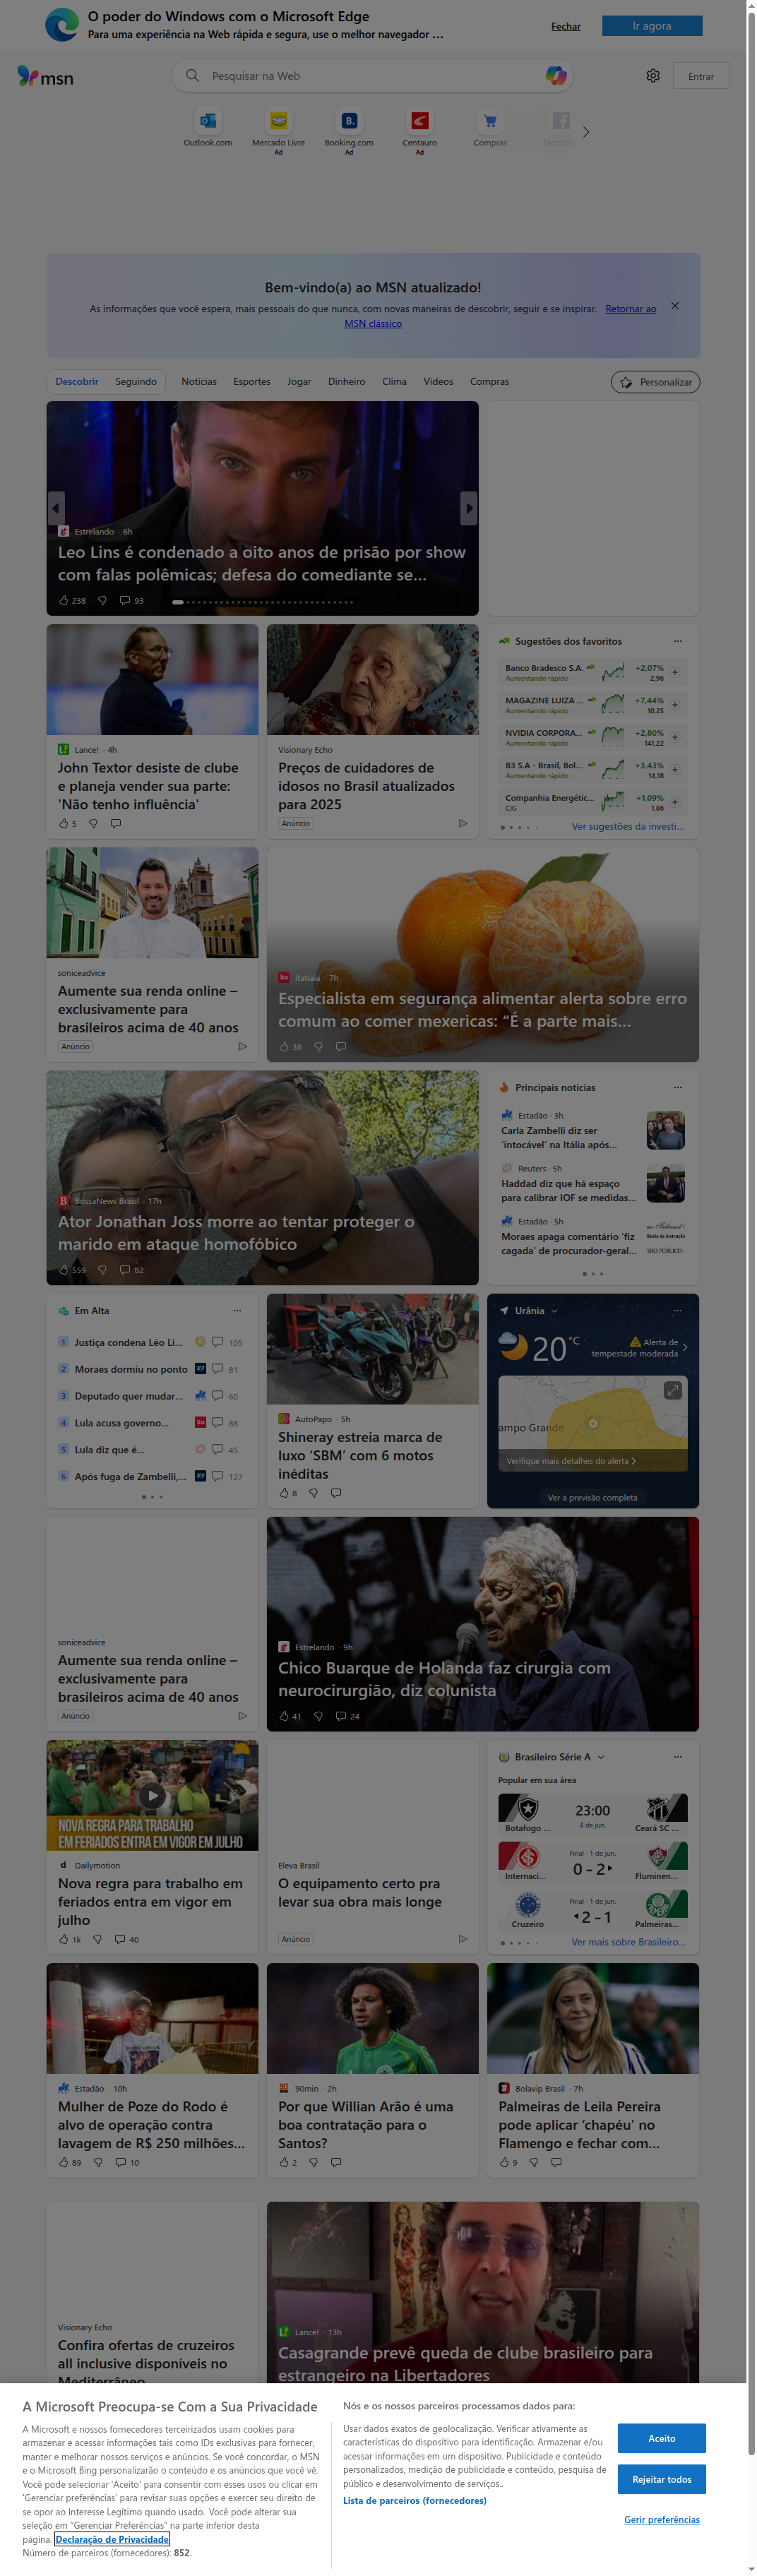 O poder do Windows com o Microsoft Edge
Para uma experiência na Web rápida e segura, use o melhor navegador ...
Fechar
Ir agora
msn
Pesquisar na Web
Entrar
Outlook.com
Mercado Livre
Ad
Booking.com
Ad
Centauro
Ad
Compras
Facebook
Bem-vindo(a) ao MSN atualizado!
As informações que você espera, mais pessoais do que nunca, com novas maneiras de descobrir, seguir e se inspirar. Retornar ao
MSN clássico
Descobrir
Seguindo
Notícias
Esportes
Jogar
Dinheiro
Clima
Vídeos
Compras
Personalizar
Estrelando · 6h
Leo Lins é condenado a oito anos de prisão por show
com falas polêmicas; defesa do comediante se...
238
93
Lance! · 4h
John Textor desiste de clube
e planeja vender sua parte:
'Não tenho influência'
5
Visionary Echo
Preços de cuidadores de
idosos no Brasil atualizados
para 2025
Anúncio
Sugestões dos favoritos
Banco Bradesco S.A.
Aumentando rápido
+2,07%
2,96
MAGAZINE LUIZA ...
Aumentando rápido
+7,44%
10,25
NVIDIA CORPORA...
Aumentando rápido
+2,80%
141,22
B3 S.A - Brasil, Bol...
Aumentando rápido
+3,43%
14,18
Companhia Energétic...
CIG
+1,09%
1,86
Ver sugestões da investi...
soniceadvice
Aumente sua renda online –
exclusivamente para
brasileiros acima de 40 anos
Anúncio
Itatiaia · 7h
Especialista em segurança alimentar alerta sobre erro
comum ao comer mexericas: “É a parte mais...
38
BossaNews Brasil · 17h
Ator Jonathan Joss morre ao tentar proteger o
marido em ataque homofóbico
559
82
Principais notícias
Estadão · 3h
Carla Zambelli diz ser
‘intocável’ na Itália após...
Reuters · 5h
Haddad diz que há espaço
para calibrar IOF se medidas...
Estadão · 5h
Moraes apaga comentário ‘fiz
cagada’ de procurador-geral...
Em Alta
1 Justiça condena Léo Li... 105
2 Moraes dormiu no ponto 81
3 Deputado quer mudar... 60
4 Lula acusa governo... 88
5 Lula diz que é... 45
6 Após fuga de Zambelli,... 127
AutoPapo · 5h
Shineray estreia marca de
luxo ‘SBM’ com 6 motos
inéditas
8
Urânia
20°C
Alerta de
tempestade moderada
ampo Grande
Verifique mais detalhes do alerta
Ver a previsão completa
soniceadvice
Aumente sua renda online –
exclusivamente para
brasileiros acima de 40 anos
Anúncio
Estrelando · 9h
Chico Buarque de Holanda faz cirurgia com
neurocirurgião, diz colunista
41
24
NOVA REGRA PARA TRABALHO
EM FERIADOS ENTRA EM VIGOR EM JULHO
Dailymotion
Nova regra para trabalho em
feriados entra em vigor em
julho
1k
40
Eleva Brasil
O equipamento certo pra
levar sua obra mais longe
Anúncio
Brasileiro Série A
Popular em sua área
Botafogo ...
23:00
4 de jun.
Ceará SC ...
Internaci...
Final · 1 de jun.
0 - 2
Fluminen...
Cruzeiro
Final · 1 de jun.
2 - 1
Palmeiras...
Ver mais sobre Brasileiro...
Estadão · 10h
Mulher de Poze do Rodo é
alvo de operação contra
lavagem de R$ 250 milhões...
89
10
90min · 2h
Por que Willian Arão é uma
boa contratação para o
Santos?
2
Bolavip Brasil · 7h
Palmeiras de Leila Pereira
pode aplicar ‘chapéu’ no
Flamengo e fechar com...
9
Visionary Echo
Confira ofertas de cruzeiros
all inclusive disponíveis no
Mediterrâneo
Lance! · 13h
Casagrande prevê queda de clube brasileiro para
estrangeiro na Libertadores
A Microsoft Preocupa-se Com a Sua Privacidade
A Microsoft e nossos fornecedores terceirizados usam cookies para
armazenar e acessar informações tais como IDs exclusivas para fornecer,
manter e melhorar nossos serviços e anúncios. Se você concordar, o MSN
e o Microsoft Bing personalizarão o conteúdo e os anúncios que você vê.
Você pode selecionar 'Aceito' para consentir com esses usos ou clicar em
'Gerenciar preferências' para revisar suas opções e exercer seu direito de
se opor ao Interesse Legítimo quando usado. Você pode alterar sua
seleção em “Gerenciar Preferências” na parte inferior desta
página. Declaração de Privacidade
Número de parceiros (fornecedores): 852.
Nós e os nossos parceiros processamos dados para:
Usar dados exatos de geolocalização. Verificar ativamente as
características do dispositivo para identificação. Armazenar e/ou
acessar informações em um dispositivo. Publicidade e conteúdo
personalizados, medição de publicidade e conteúdo, pesquisa de
público e desenvolvimento de serviços..
Lista de parceiros (fornecedores)
Aceito
Rejeitar todos
Gerir preferências